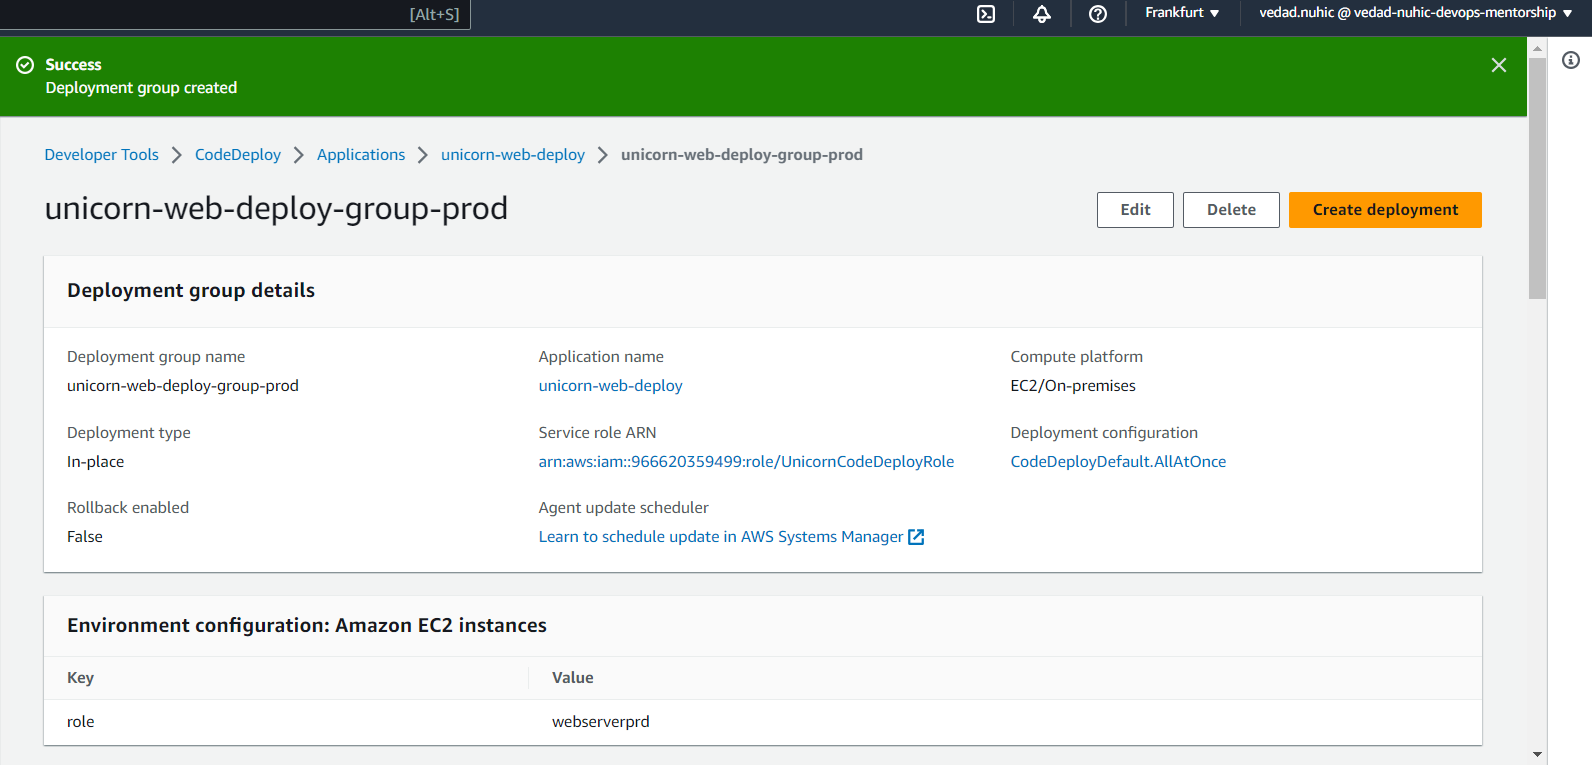 [Alt+S]
Frankfurt
vedad.nuhic @ vedad-nuhic-devops-mentorship
Success
Deployment group created
Developer Tools
CodeDeploy
Applications
unicorn-web-deploy
unicorn-web-deploy-group-prod
unicorn-web-deploy-group-prod
Edit
Delete
Create deployment
Deployment group details
Deployment group name
Application name
Compute platform
unicorn-web-deploy-group-prod
unicorn-web-deploy
EC2/On-premises
Deployment type
Service role ARN
Deployment configuration
In-place
arn:aws:iam::966620359499:role/UnicornCodeDeployRole
CodeDeployDefault.AllAtOnce
Rollback enabled
Agent update scheduler
False
Learn to schedule update in AWS Systems Manager
Environment configuration: Amazon EC2 instances
Key
Value
role
webserverprd